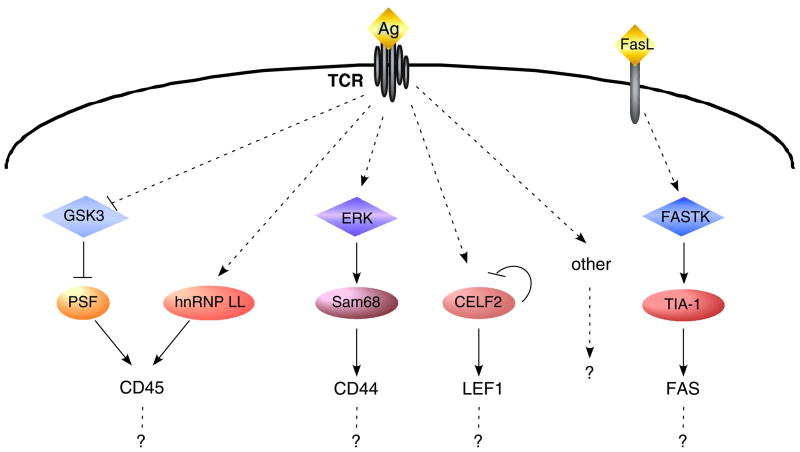 Ag
FasL
TCR
GSK3
ERK
FASTK
other
PSF
hnRNP LL
Sam68
CELF2
TIA-1
?
CD45
CD44
LEF1
FAS
?
?
?
?